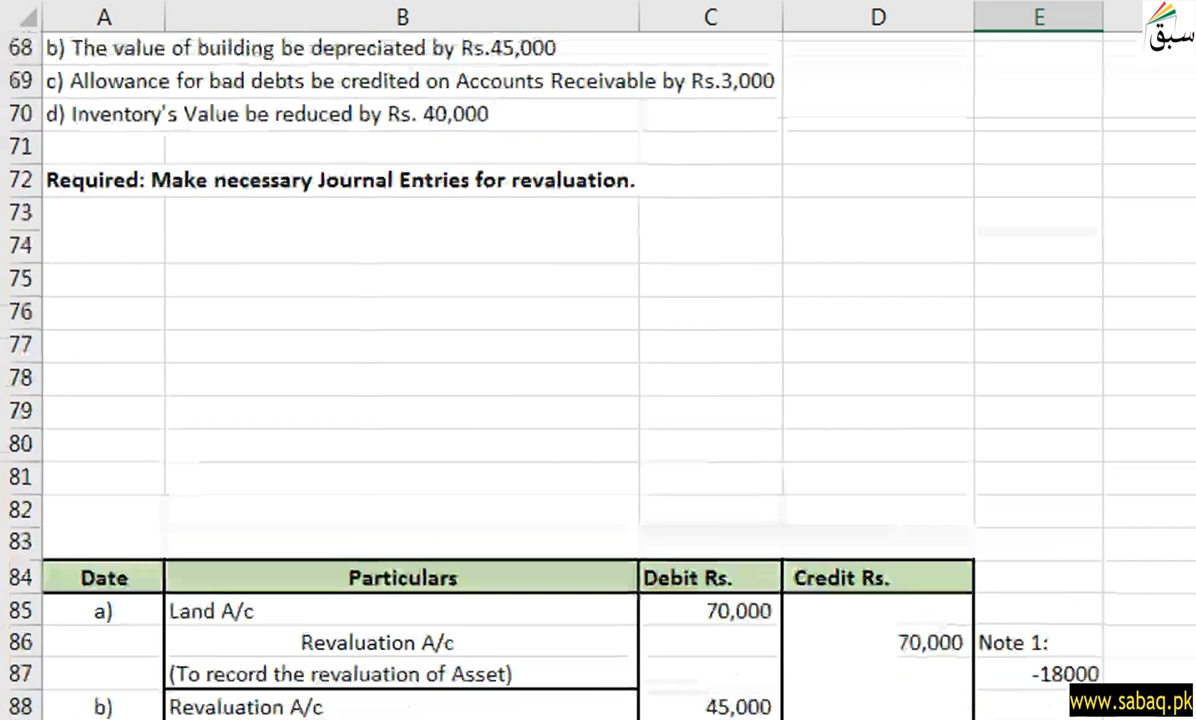 A B C D E
سبق
68 b) The value of building be depreciated by Rs.45,000
69 c) Allowance for bad debts be credited on Accounts Receivable by Rs.3,000
70 d) Inventory's Value be reduced by Rs. 40,000
71
72 Required: Make necessary Journal Entries for revaluation.
73
74
75
76
77
78
79
80
81
82
83
84 Date Particulars Debit Rs. Credit Rs.
85 a) Land A/c 70,000
86 Revaluation A/c 70,000 Note 1:
87 (To record the revaluation of Asset) -18000
88 b) Revaluation A/c 45,000
www.sabaq.pk